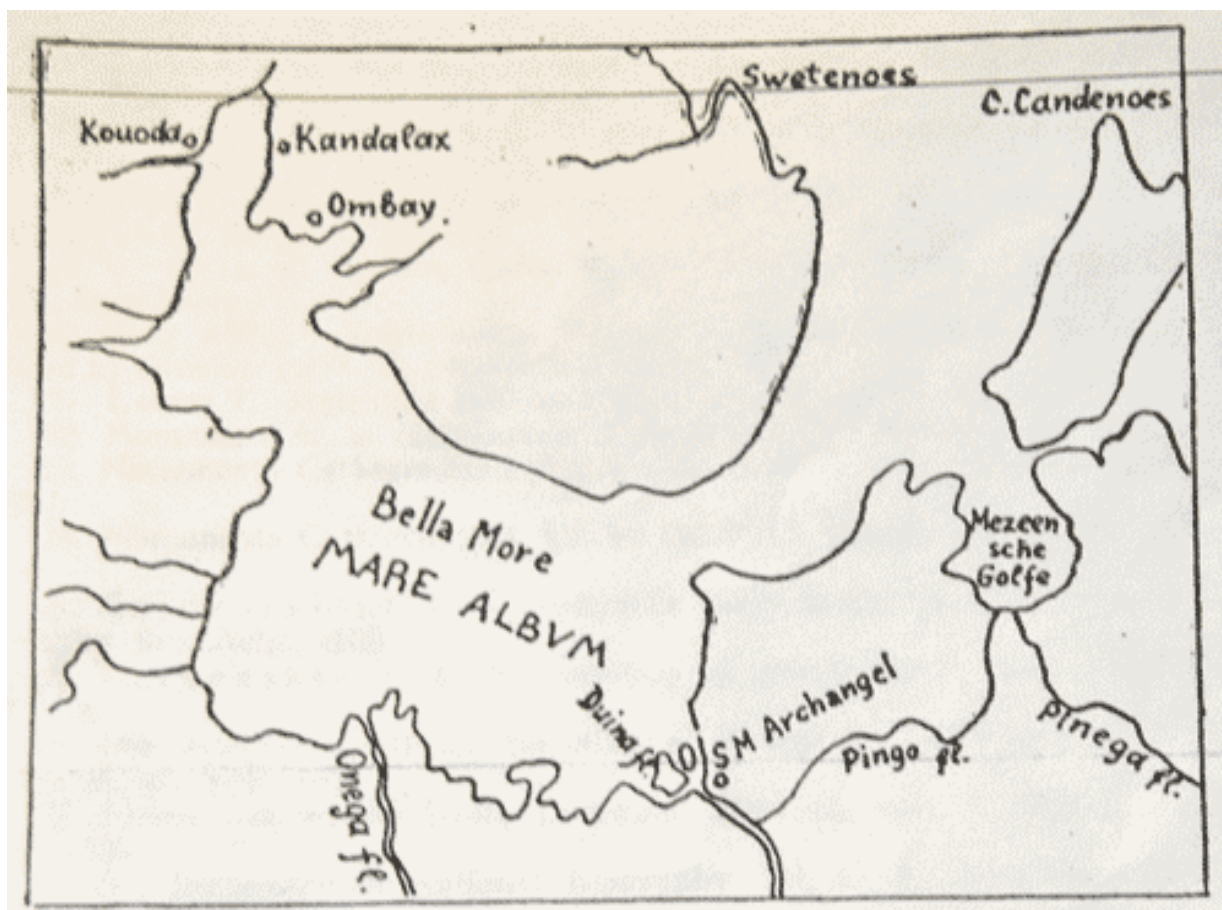 Swetenoes
C. Candenoes
Kouoda
Kandalax
Ombay
Bella More
MARE ALBVM
Mezeen
sche
Golfe
Duina fl.
S M Archangel
Omega fl.
Pingo fl.
Pinega fl.